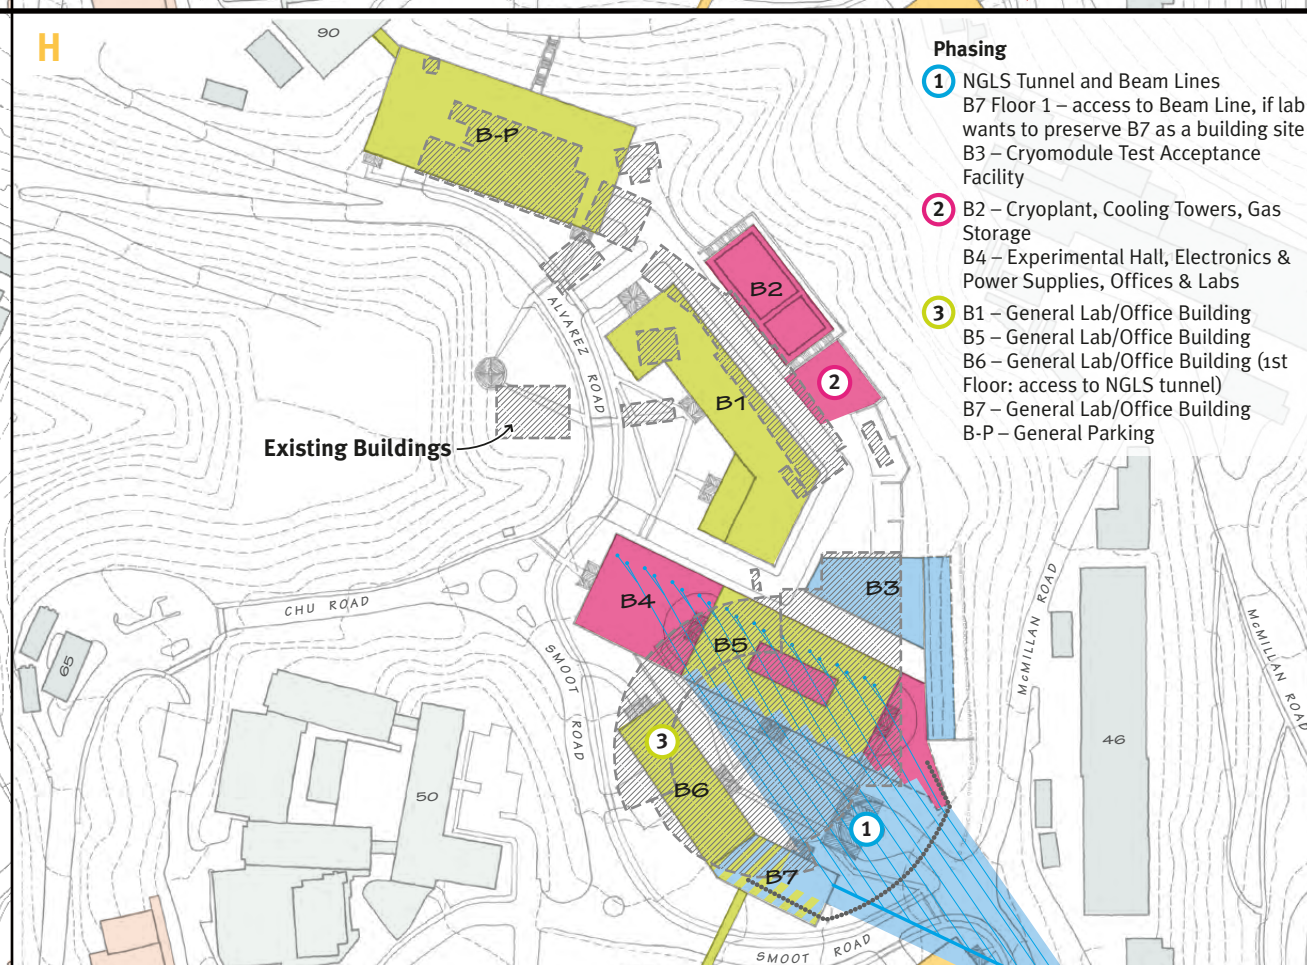 H
90
Phasing
1 NGLS Tunnel and Beam Lines
B7 Floor 1 – access to Beam Line, if lab
wants to preserve B7 as a building site
B3 – Cryomodule Test Acceptance
Facility
2 B2 – Cryoplant, Cooling Towers, Gas
Storage
B4 – Experimental Hall, Electronics &
Power Supplies, Offices & Labs
3 B1 – General Lab/Office Building
B5 – General Lab/Office Building
B6 – General Lab/Office Building (1st
Floor: access to NGLS tunnel)
B7 – General Lab/Office Building
B-P – General Parking
B-P
B2
ALVAREZ ROAD
2
B1
Existing Buildings
B3
B4
CHU ROAD
B5
McMILLAN ROAD
McMILLAN ROAD
65
SMOOT ROAD
3
46
B6
50
1
B7
SMOOT ROAD